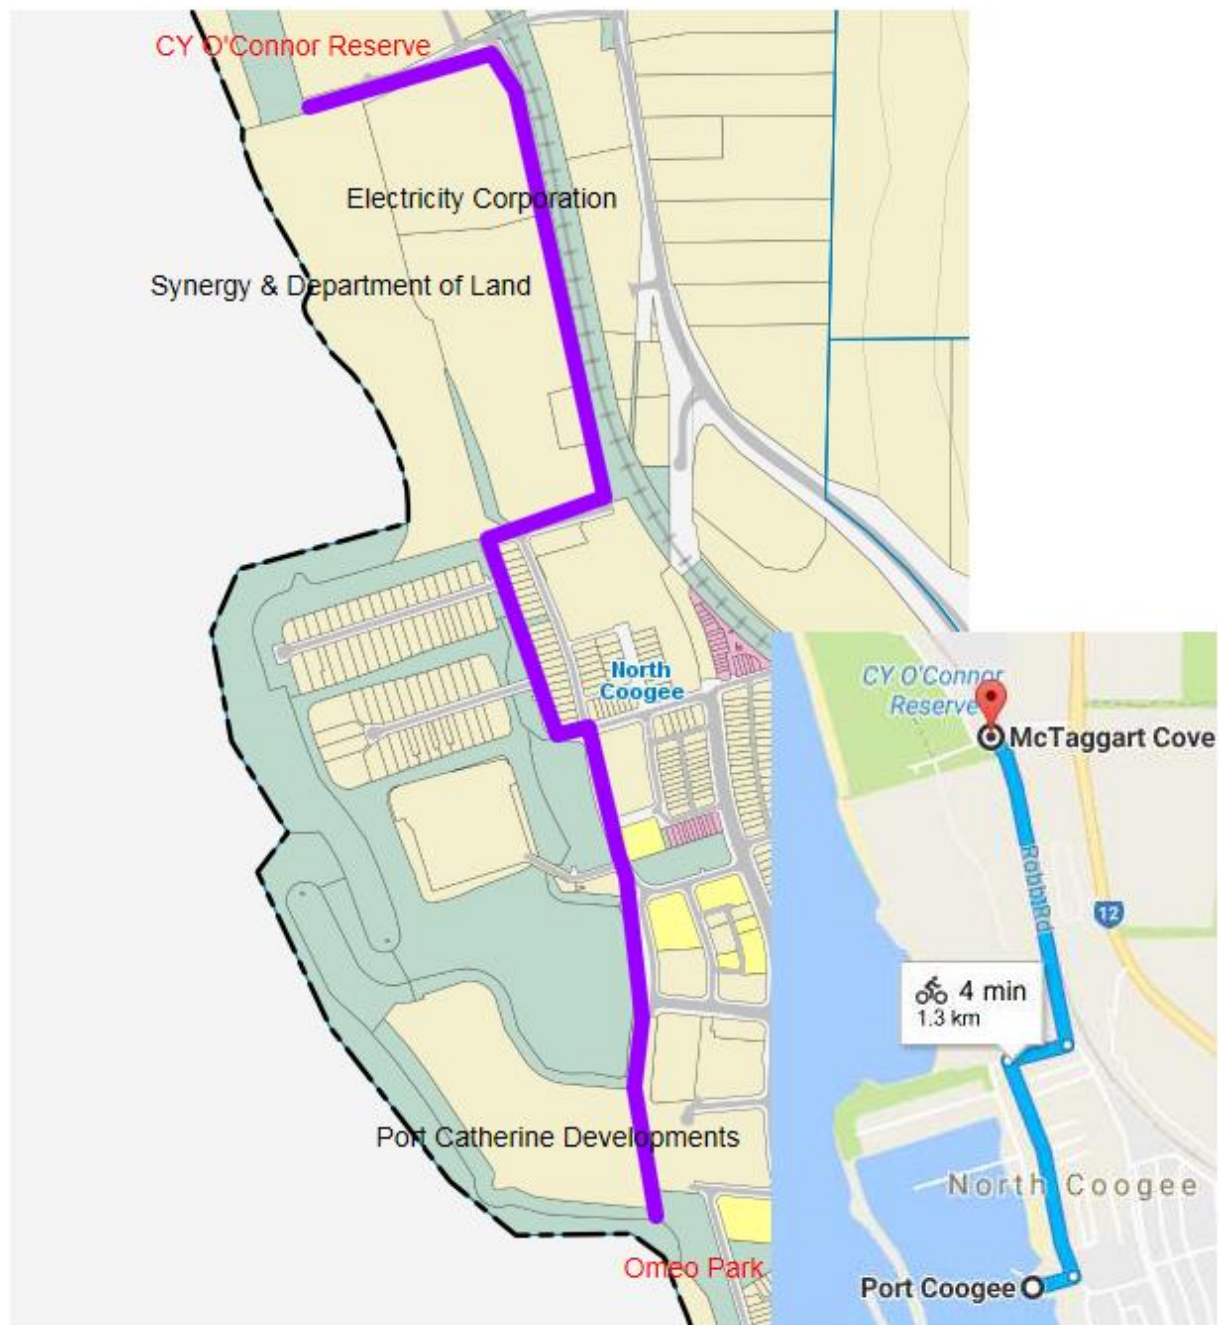 CY O'Connor Reserve
Electricity Corporation
Synergy & Department of Land
North
Coogee
Port Catherine Developments
Omeo Park
CY O'Connor
Reserve
McTaggart Cove
Robb Rd
12
4 min
1.3 km
North Coogee
Port Coogee